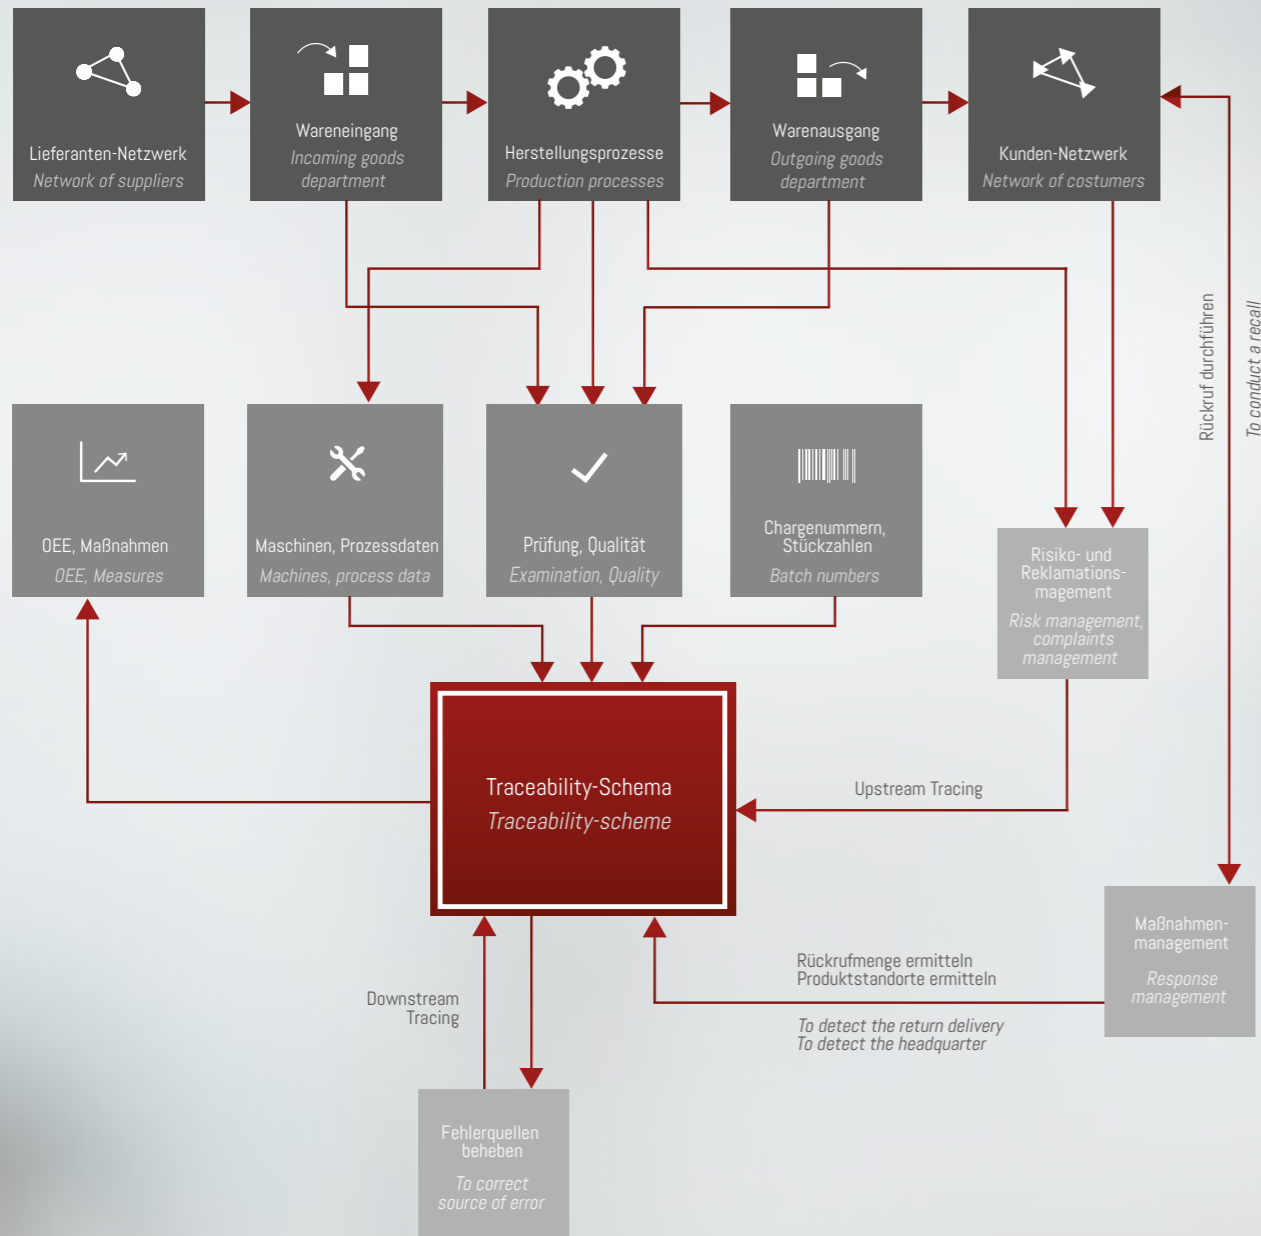 Lieferanten-Netzwerk
Network of suppliers
Wareneingang
Incoming goods
department
Herstellungsprozesse
Production processes
Warenausgang
Outgoing goods
department
Kunden-Netzwerk
Network of costumers
Rückruf durchführen
To conduct a recall
OEE, Maßnahmen
OEE, Measures
Maschinen, Prozessdaten
Machines, process data
Prüfung, Qualität
Examination, Quality
Chargenummern,
Stückzahlen
Batch numbers
Risiko- und
Reklamations-
magement
Risk management,
complaints
management
Traceability-Schema
Traceability-scheme
Upstream Tracing
Maßnahmen-
management
Response
management
Rückrufmenge ermitteln
Produktstandorte ermitteln
To detect the return delivery
To detect the headquarter
Downstream
Tracing
Fehlerquellen
beheben
To correct
source of error